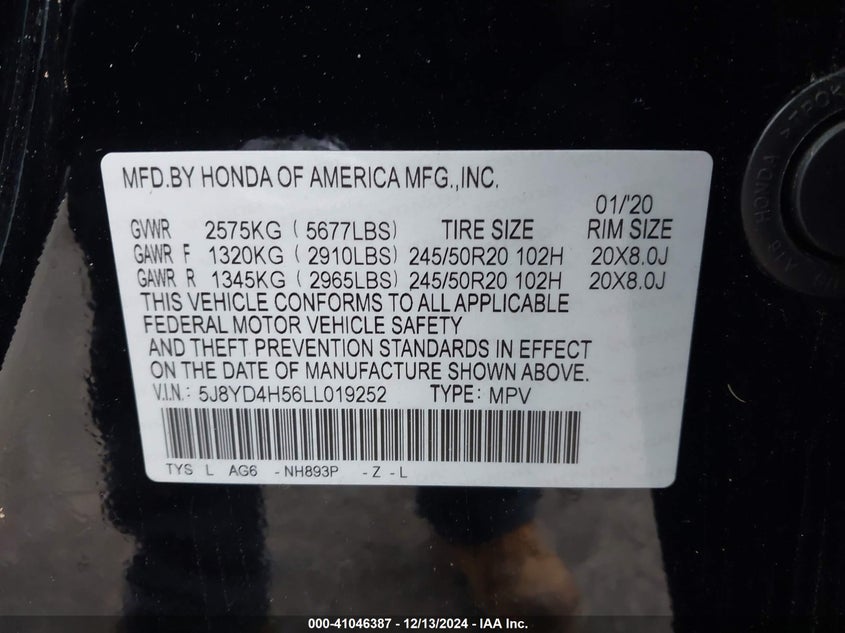 MFD.BY HONDA OF AMERICA MFG.,INC.
01/'20
GVWR 2575KG ( 5677LBS) TIRE SIZE RIM SIZE
GAWR F 1320KG ( 2910LBS) 245/50R20 102H 20X8.0J
GAWR R 1345KG ( 2965LBS) 245/50R20 102H 20X8.0J
THIS VEHICLE CONFORMS TO ALL APPLICABLE
FEDERAL MOTOR VEHICLE SAFETY
AND THEFT PREVENTION STANDARDS IN EFFECT
ON THE DATE OF MANUFACTURE SHOWN ABOVE.
V.I.N.: 5J8YD4H56LL019252 TYPE: MPV
TYS L AG6 -NH893P -Z -L
HONDA
000-41046387 - 12/13/2024 - IAA Inc.